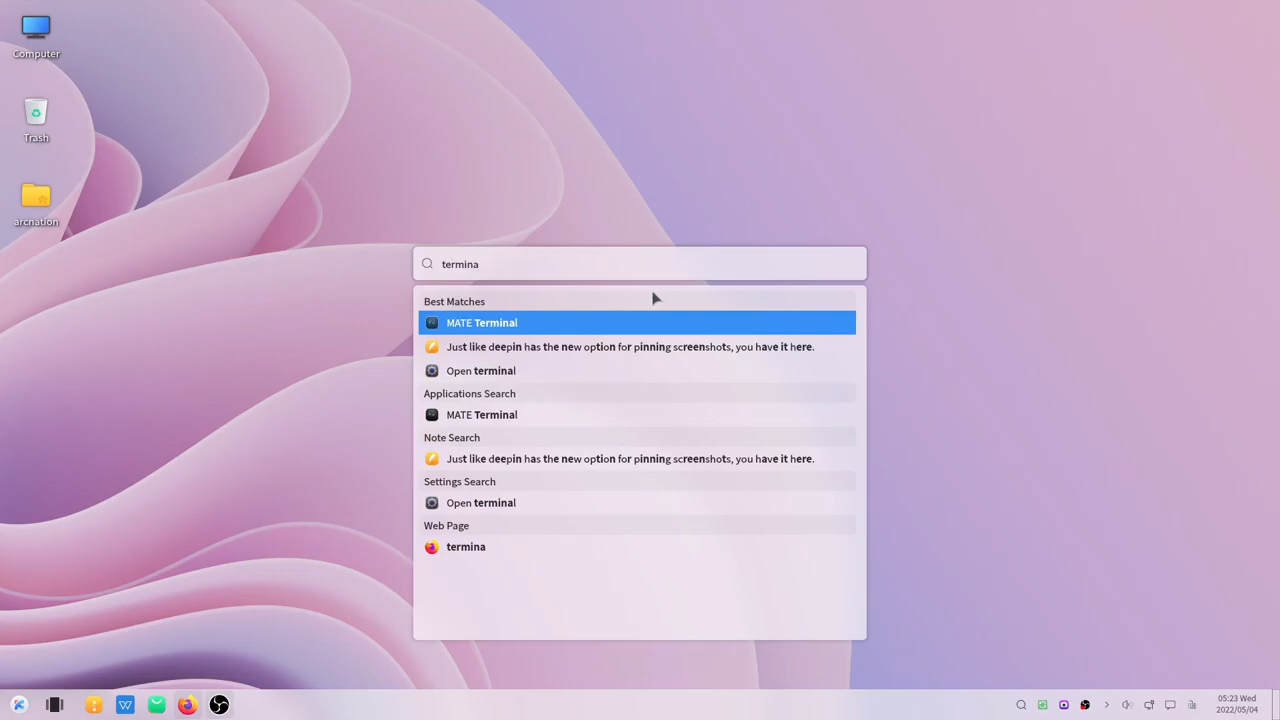 Computer
Trash
arcnation
termina
Best Matches
MATE Terminal
Just like deepin has the new option for pinning screenshots, you have it here.
Open terminal
Applications Search
MATE Terminal
Note Search
Just like deepin has the new option for pinning screenshots, you have it here.
Settings Search
Open terminal
Web Page
termina
05:23 Wed
2022/05/04